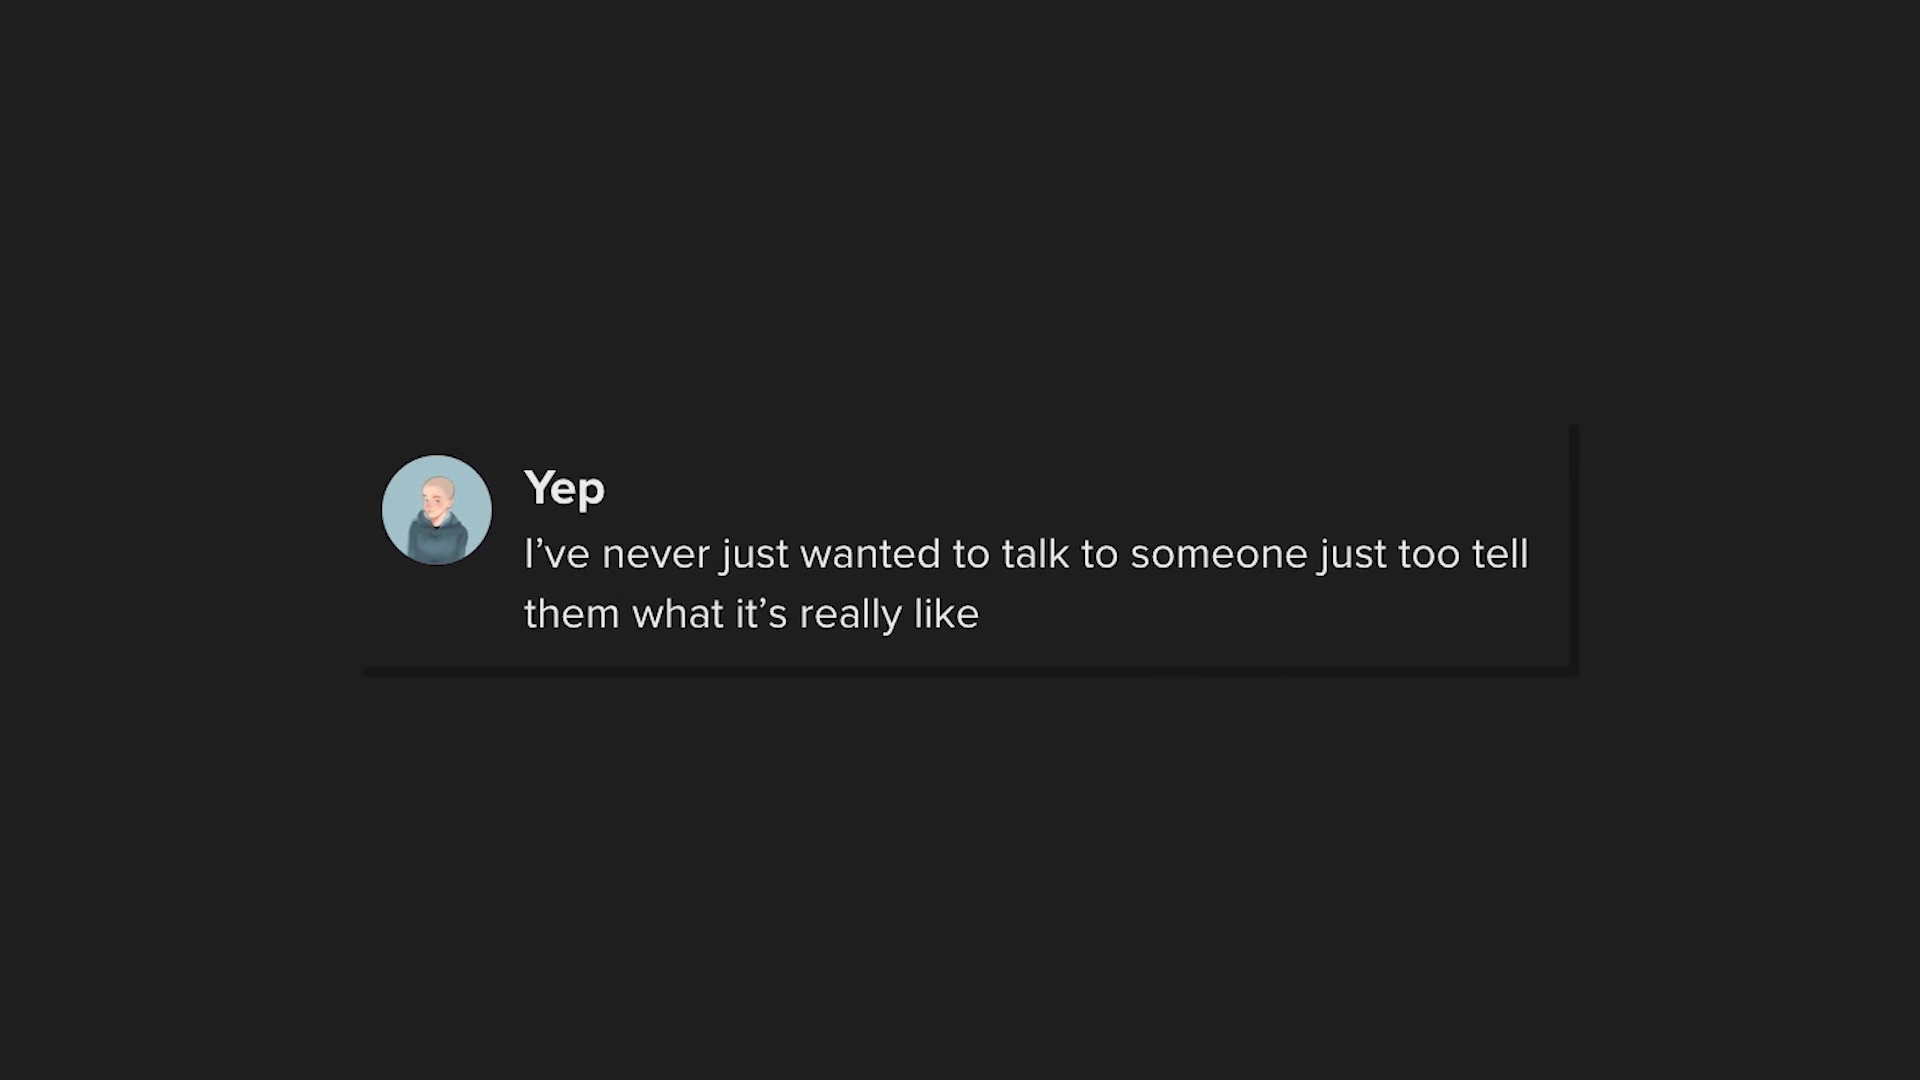 Yep
I’ve never just wanted to talk to someone just too tell
them what it’s really like